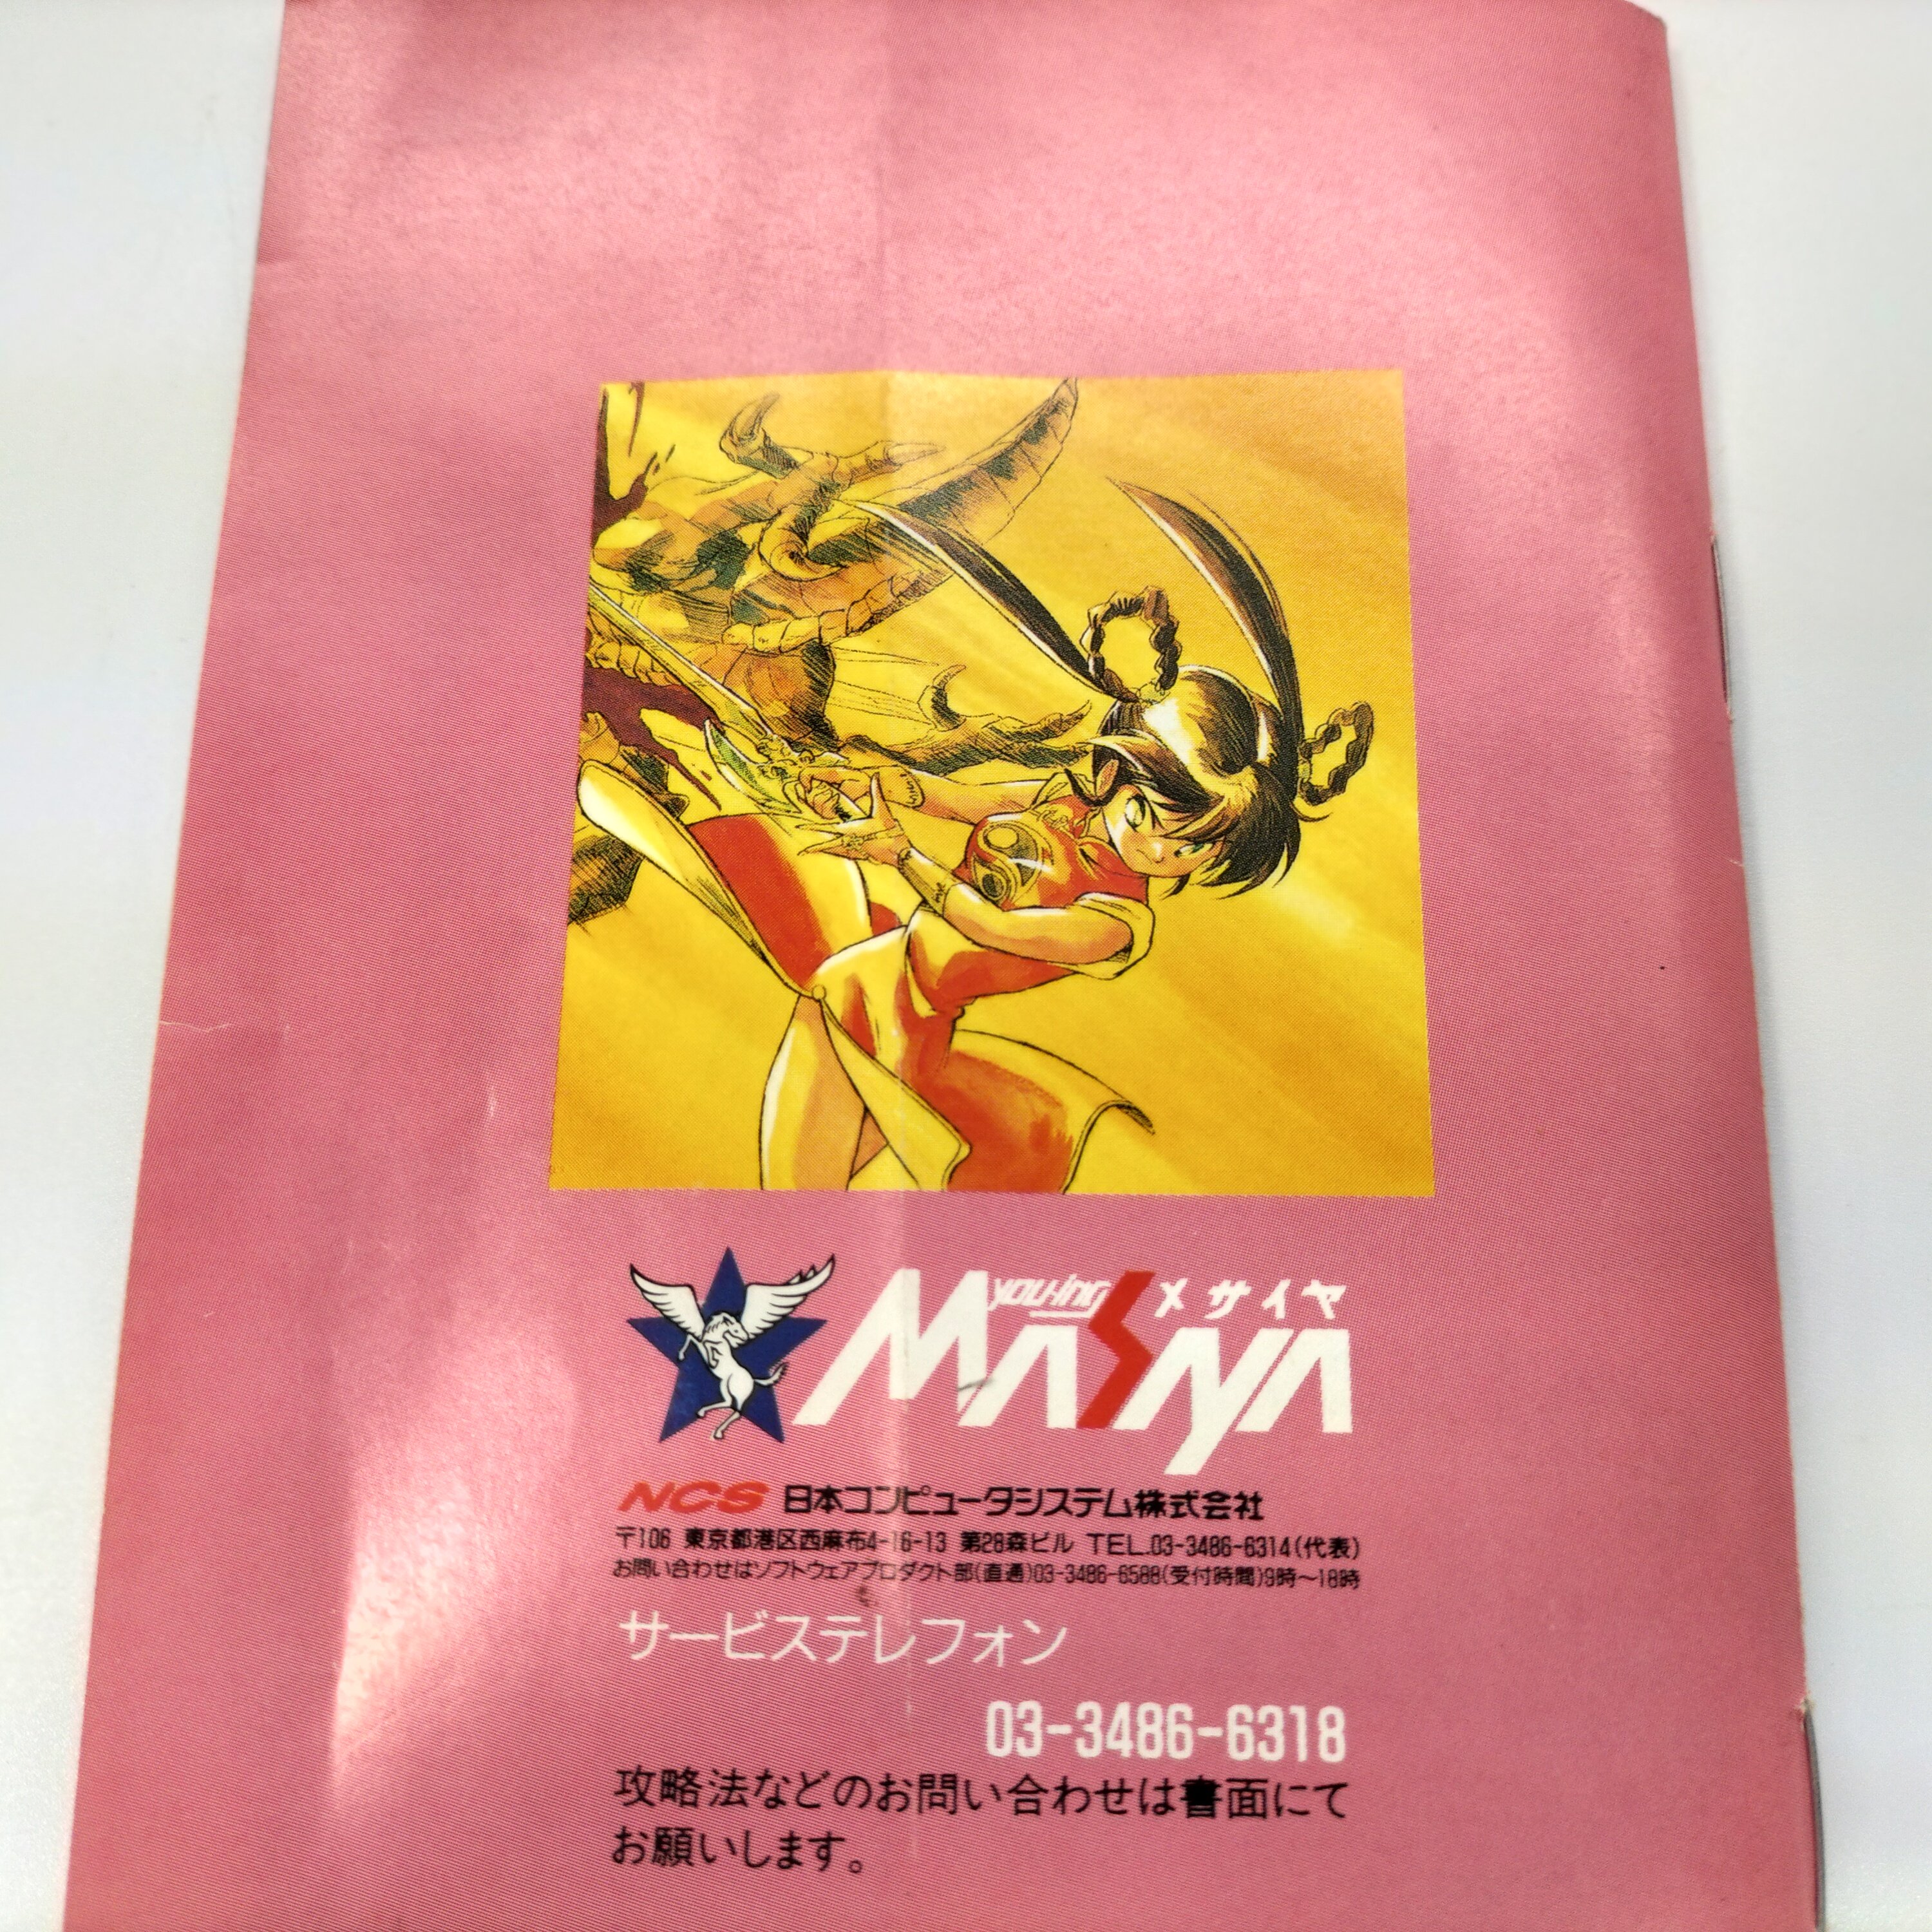 you-ing メサイヤ
MASAYA
NCS 日本コンピュータシステム株式会社
〒106 東京都港区西麻布4-16-13 第28森ビル TEL.03-3486-6314(代表)
お問い合わせはソフトウェアプロダクト部(直通)03-3486-6588(受付時間)9時〜18時
サービステレフォン
03-3486-6318
攻略法などのお問い合わせは書面にて
お願いします。